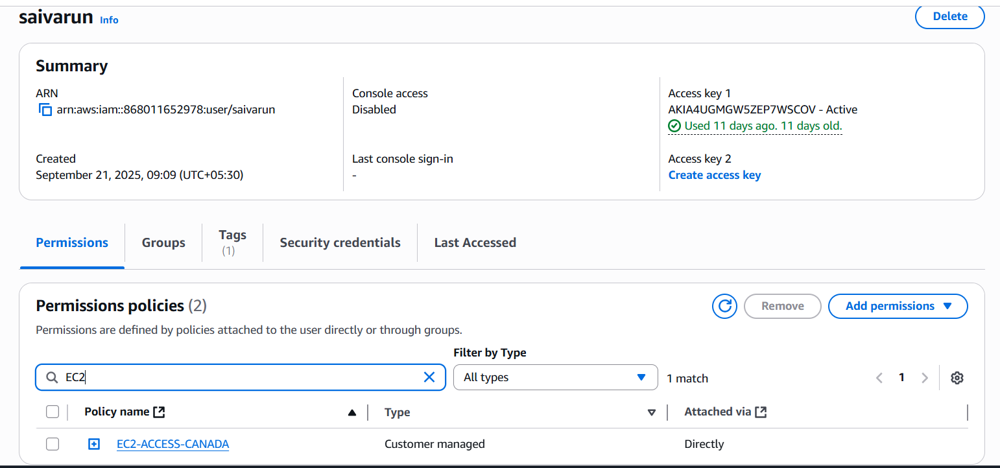 saivarun Info
Delete
Summary
ARN
arn:aws:iam::868011652978:user/saivarun
Created
September 21, 2025, 09:09 (UTC+05:30)
Console access
Disabled
Last console sign-in
-
Access key 1
AKIA4UGMGW5ZEP7WSCOV - Active
Used 11 days ago. 11 days old.
Access key 2
Create access key
Permissions
Groups
Tags
(1)
Security credentials
Last Accessed
Permissions policies (2)
Remove
Add permissions
Permissions are defined by policies attached to the user directly or through groups.
Filter by Type
EC2
All types
1 match
1
Policy name
Type
Attached via
EC2-ACCESS-CANADA
Customer managed
Directly